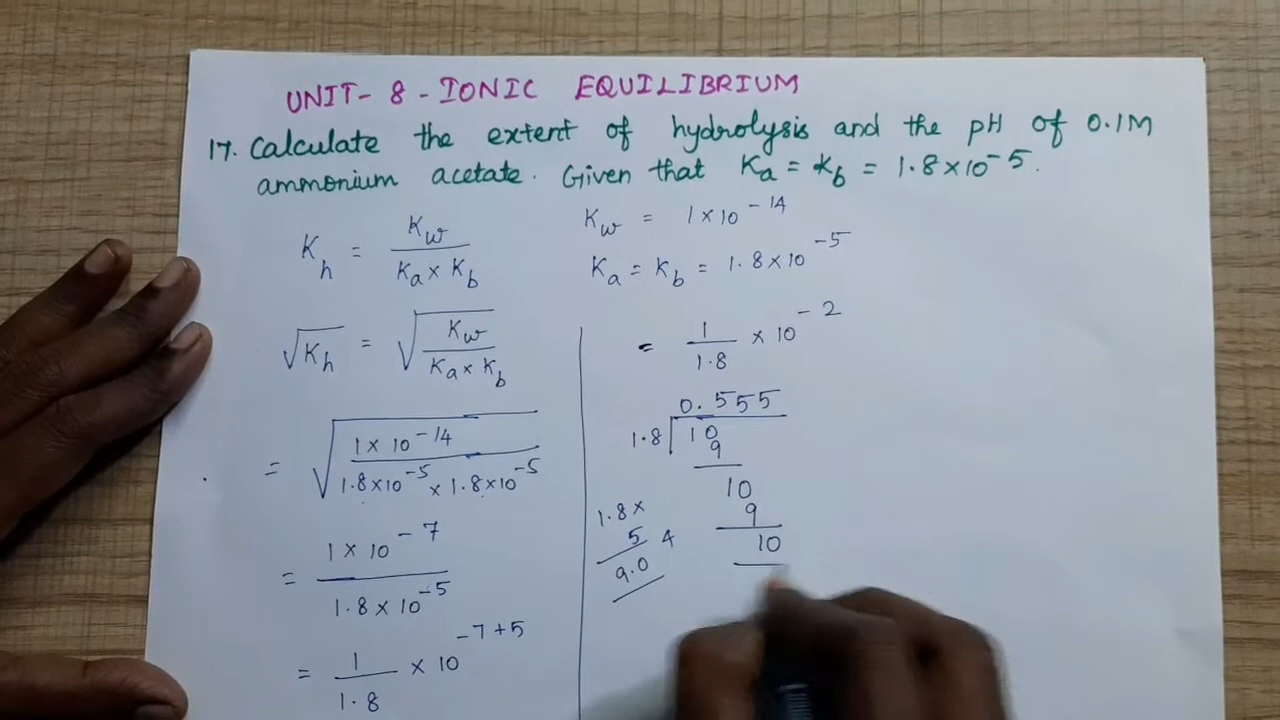 UNIT- 8 - IONIC EQUILIBRIUM
17. Calculate the extent of hydrolysis and the pH of 0.1M
ammonium acetate. Given that Ka = Kb = 1.8×10^-5.
Kh = Kw / Ka × Kb
√Kh = √(Kw / Ka × Kb)
= √(1 × 10^-14 / 1.8×10^-5 × 1.8×10^-5)
= 1 × 10^-7 / 1.8 × 10^-5
= 1 / 1.8 × 10^-7+5
Kw = 1×10^-14
Ka = Kb = 1.8×10^-5
= 1 / 1.8 × 10^-2
0.555
1.8 10
9
10
9
10
1.8×
5 4
9.0